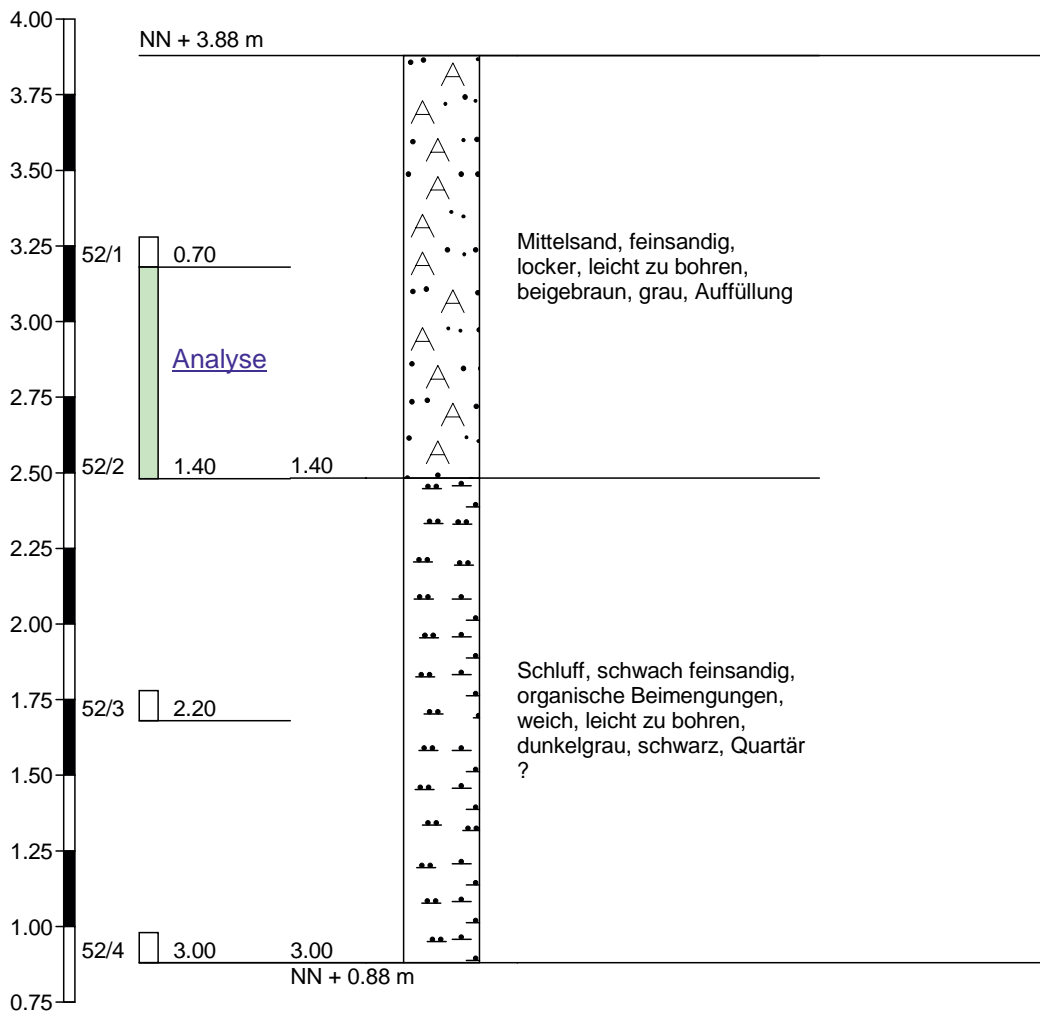 4.00
NN + 3.88 m
3.75
3.50
3.25
52/1 0.70
Mittelsand, feinsandig,
locker, leicht zu bohren,
beigebraun, grau, Auffüllung
3.00
Analyse
2.75
2.50
52/2 1.40 1.40
2.25
2.00
Schluff, schwach feinsandig,
organische Beimengungen,
weich, leicht zu bohren,
dunkelgrau, schwarz, Quartär
?
1.75
52/3 2.20
1.50
1.25
1.00
52/4 3.00 3.00
NN + 0.88 m
0.75